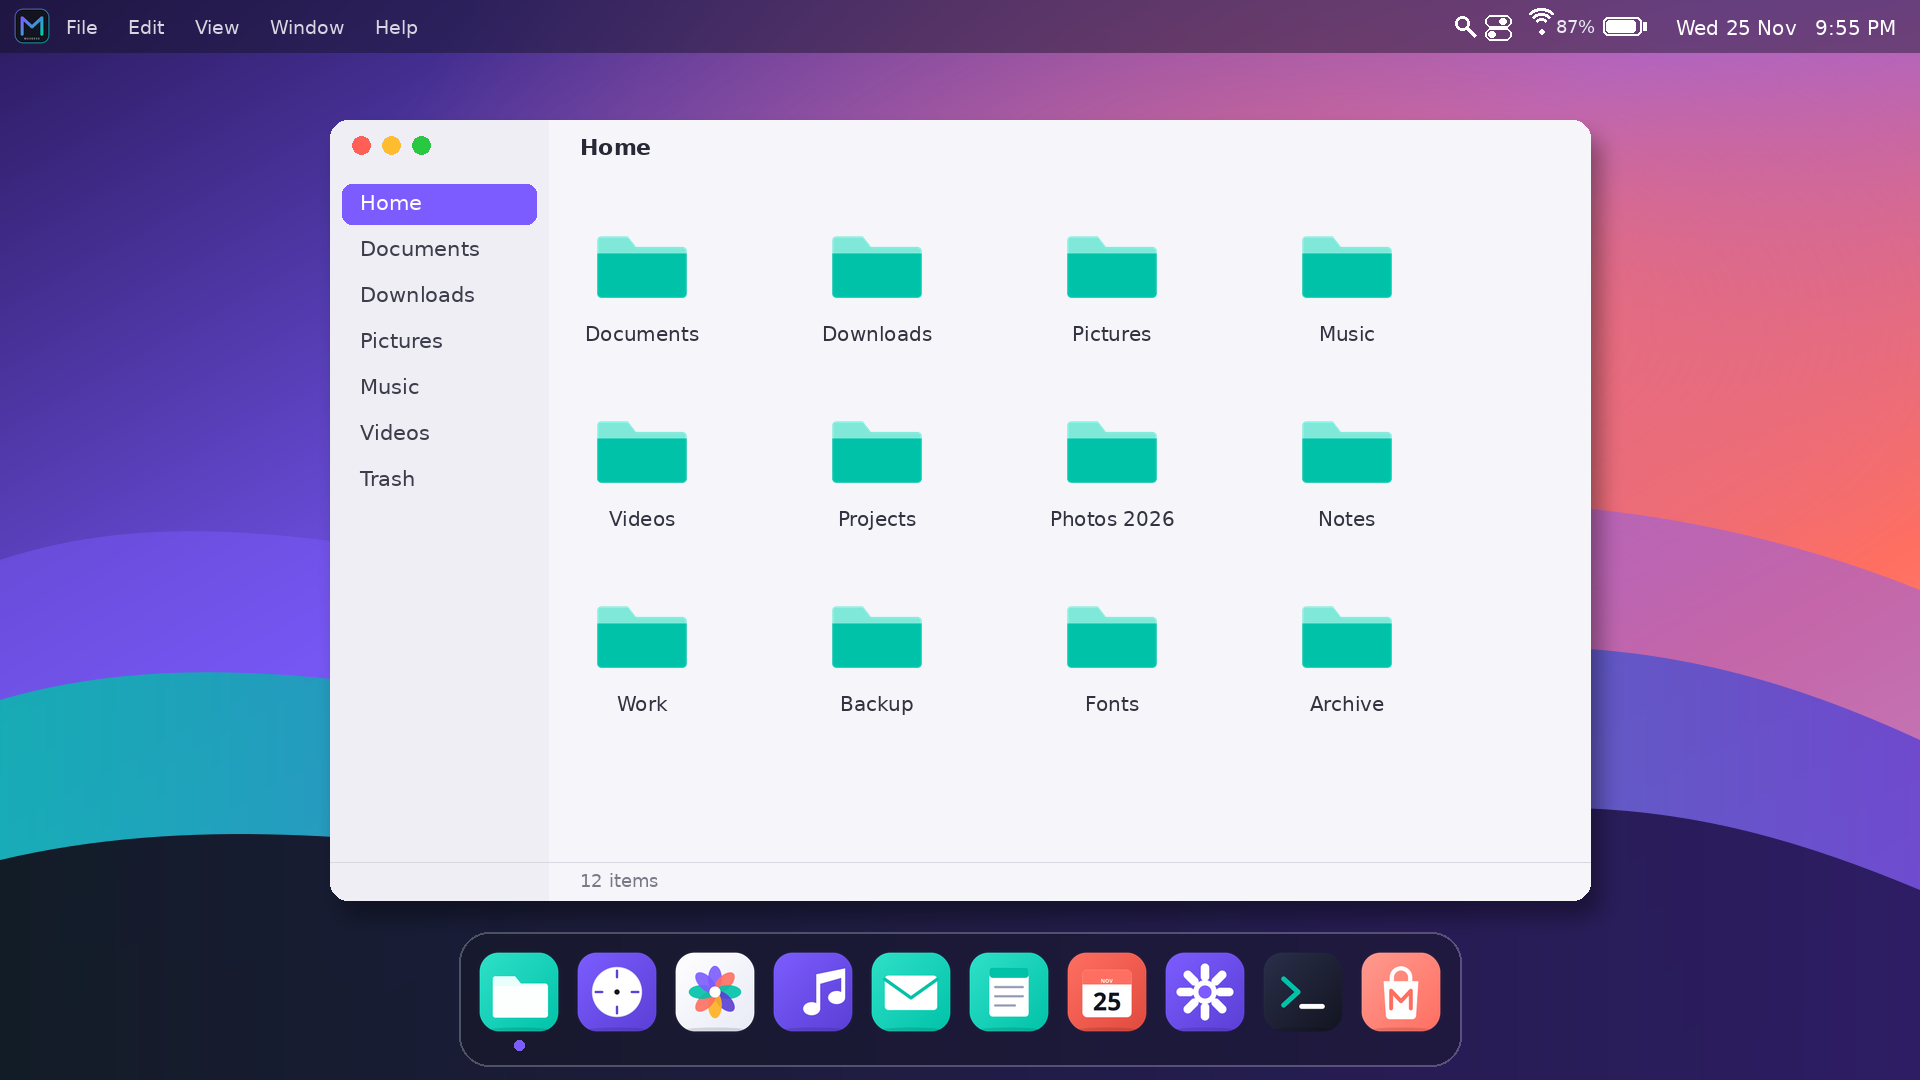 File Edit View Window Help
87% Wed 25 Nov 9:55 PM
Home
Home
Documents
Downloads
Pictures
Music
Videos
Trash
Documents Downloads Pictures Music
Videos Projects Photos 2026 Notes
Work Backup Fonts Archive
12 items
NOV
25